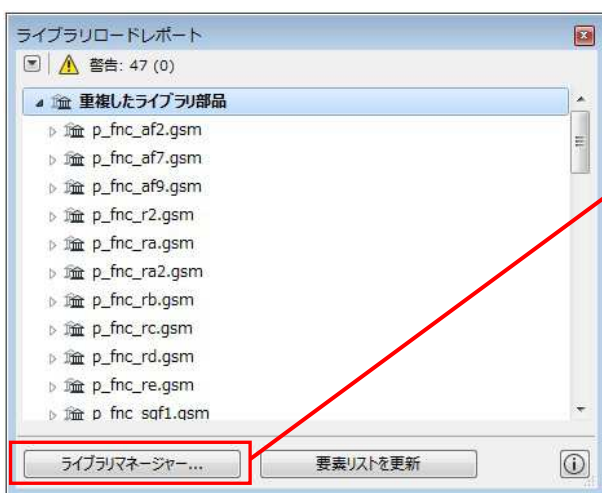 ライブラリロードレポート
警告: 47 (0)
重複したライブラリ部品
p_fnc_af2.gsm
p_fnc_af7.gsm
p_fnc_af9.gsm
p_fnc_r2.gsm
p_fnc_ra.gsm
p_fnc_ra2.gsm
p_fnc_rb.gsm
p_fnc_rc.gsm
p_fnc_rd.gsm
p_fnc_re.gsm
p_fnc_sqf1.gsm
ライブラリマネージャー...
要素リストを更新